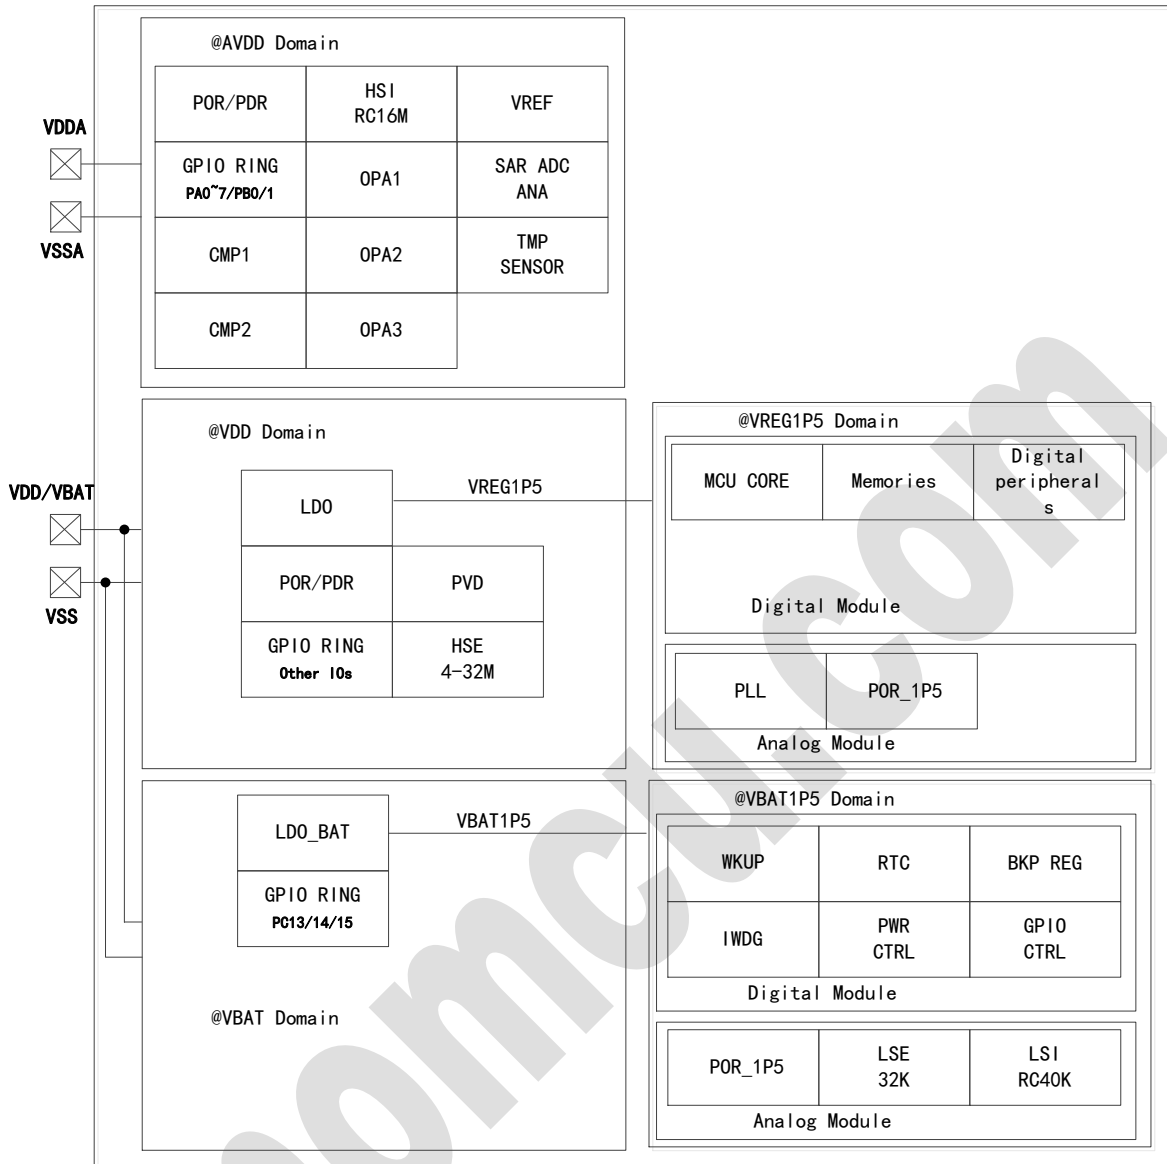 @AVDD Domain
POR/PDR
HSI
RC16M
VREF
VDDA
GPIO RING
PA0~7/PB0/1
OPA1
SAR ADC
ANA
VSSA
CMP1
OPA2
TMP
SENSOR
CMP2
OPA3
@VDD Domain
@VREG1P5 Domain
VDD/VBAT
LDO
VREG1P5
MCU CORE
Memories
Digital
peripheral
s
POR/PDR
PVD
VSS
Digital Module
GPIO RING
Other IOs
HSE
4-32M
PLL
POR_1P5
Analog Module
@VBAT1P5 Domain
LDO_BAT
VBAT1P5
WKUP
RTC
BKP REG
GPIO RING
PC13/14/15
IWDG
PWR
CTRL
GPIO
CTRL
Digital Module
@VBAT Domain
POR_1P5
LSE
32K
LSI
RC40K
Analog Module
omcu.com